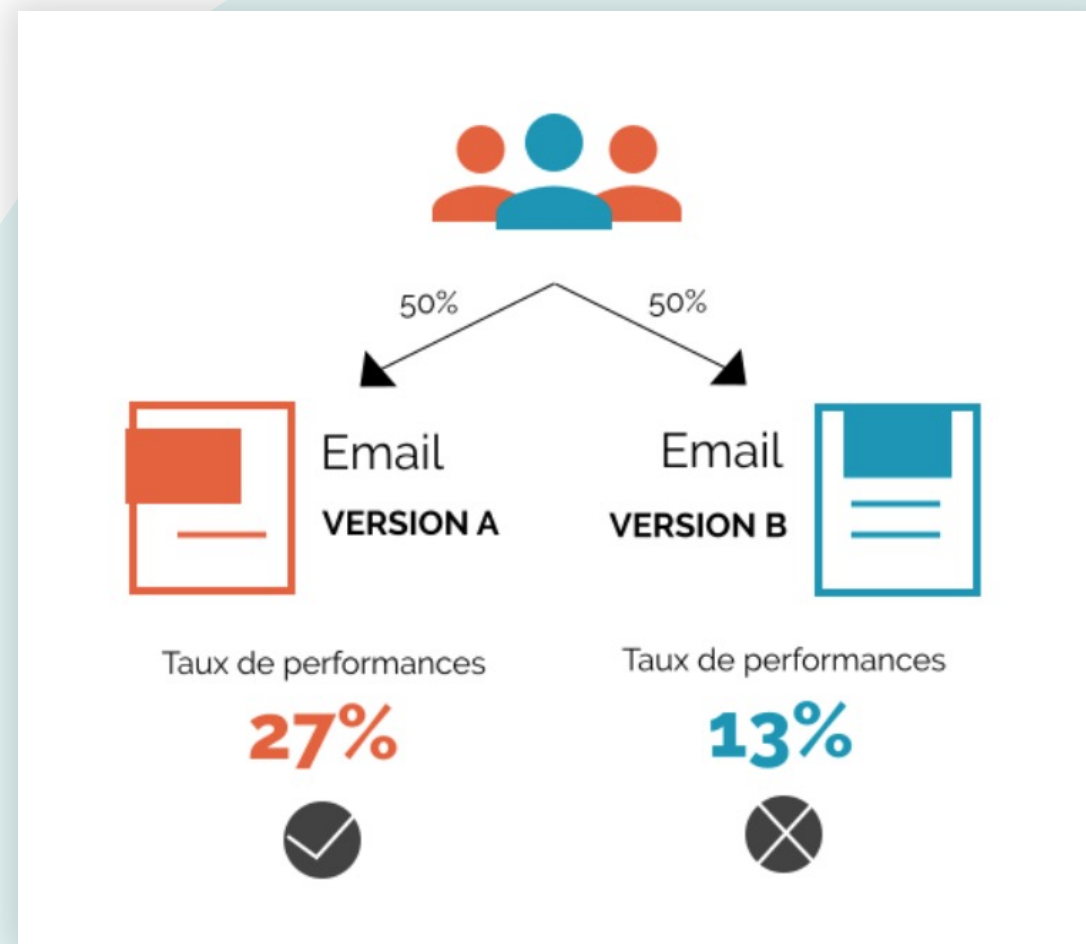 50%
50%
Email
VERSION A
Email
VERSION B
Taux de performances
27%
Taux de performances
13%